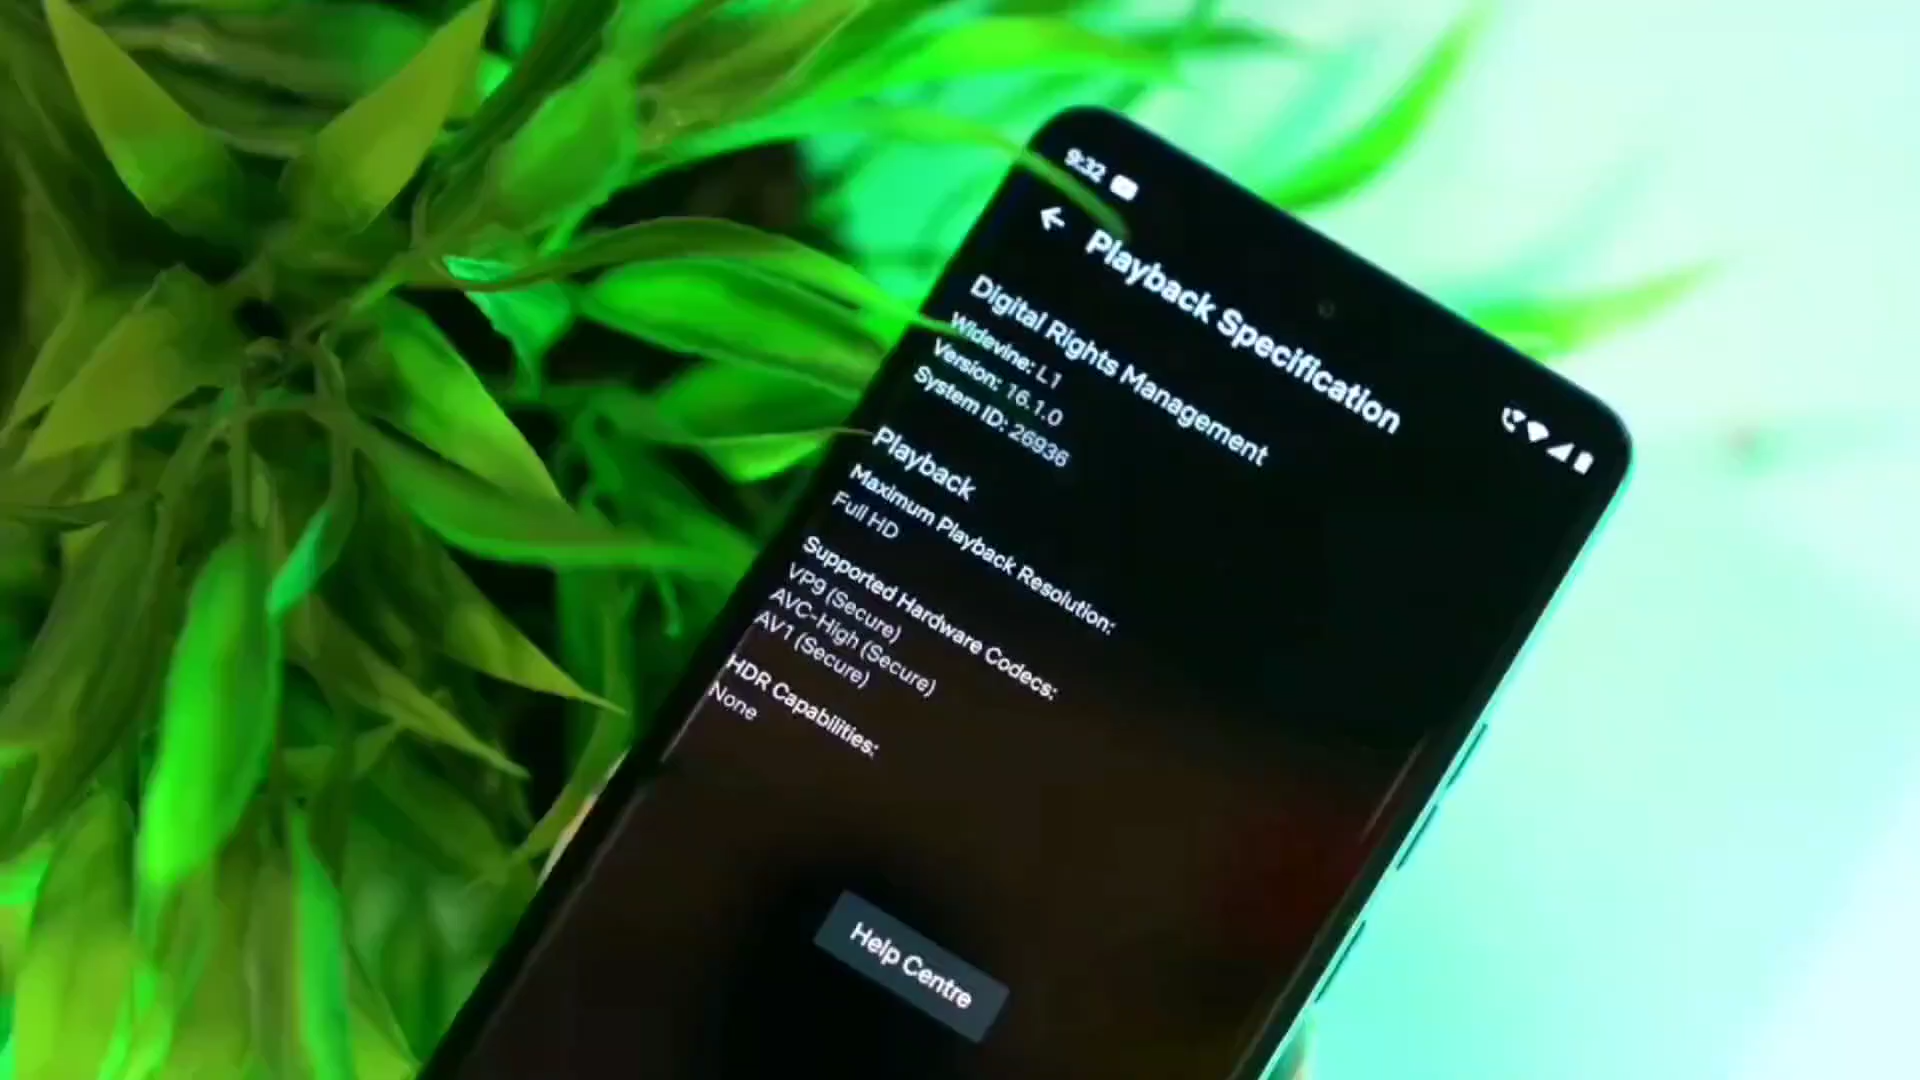 9:32
Playback Specification
Digital Rights Management
Widevine: L1
Version: 16.1.0
System ID: 26936
Playback
Maximum Playback Resolution:
Full HD
Supported Hardware Codecs:
VP9 (Secure)
AVC-High (Secure)
AV1 (Secure)
HDR Capabilities:
None
Help Centre